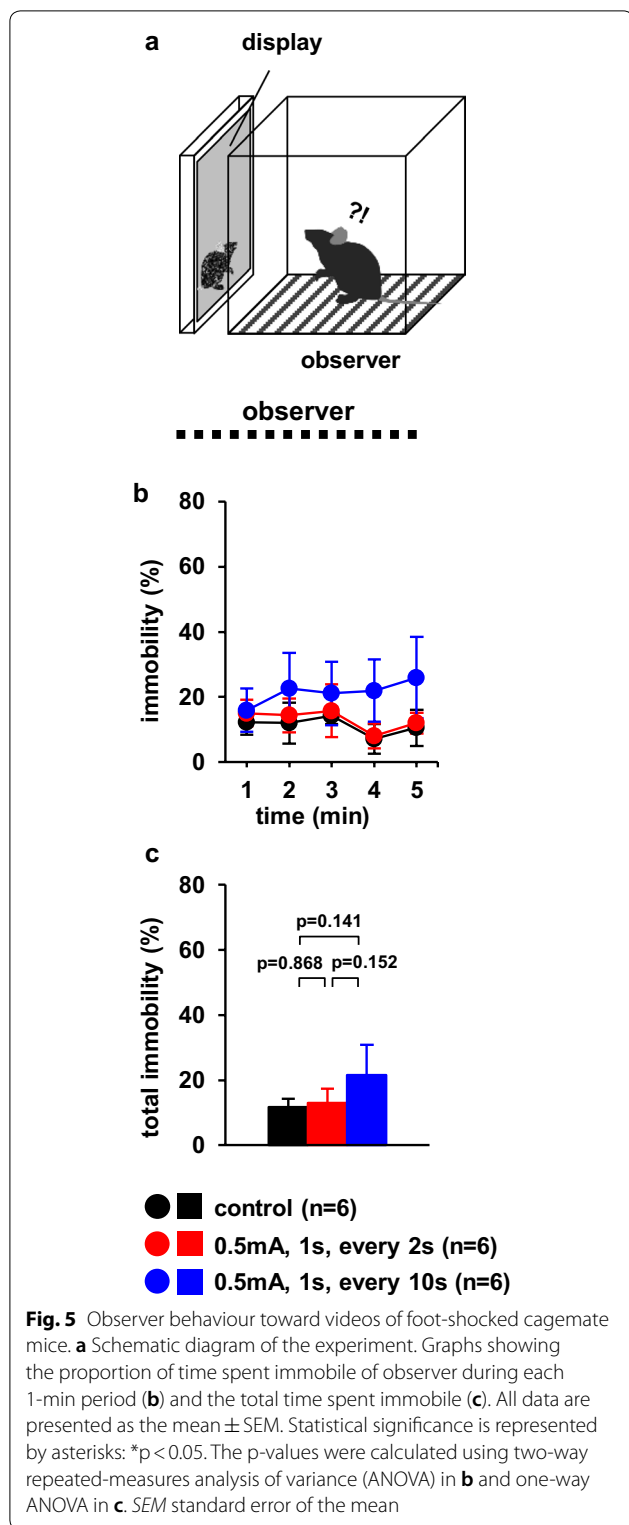 a
display
?!
observer
observer
b
80
60
40
20
0
immobility (%)
1 2 3 4 5
time (min)
c
80
60
40
20
0
total immobility (%)
p=0.141
p=0.868 p=0.152
control (n=6)
0.5mA, 1s, every 2s (n=6)
0.5mA, 1s, every 10s (n=6)
Fig. 5 Observer behaviour toward videos of foot-shocked cagemate
mice. a Schematic diagram of the experiment. Graphs showing
the proportion of time spent immobile of observer during each
1-min period (b) and the total time spent immobile (c). All data are
presented as the mean ± SEM. Statistical significance is represented
by asterisks: *p < 0.05. The p-values were calculated using two-way
repeated-measures analysis of variance (ANOVA) in b and one-way
ANOVA in c. SEM standard error of the mean